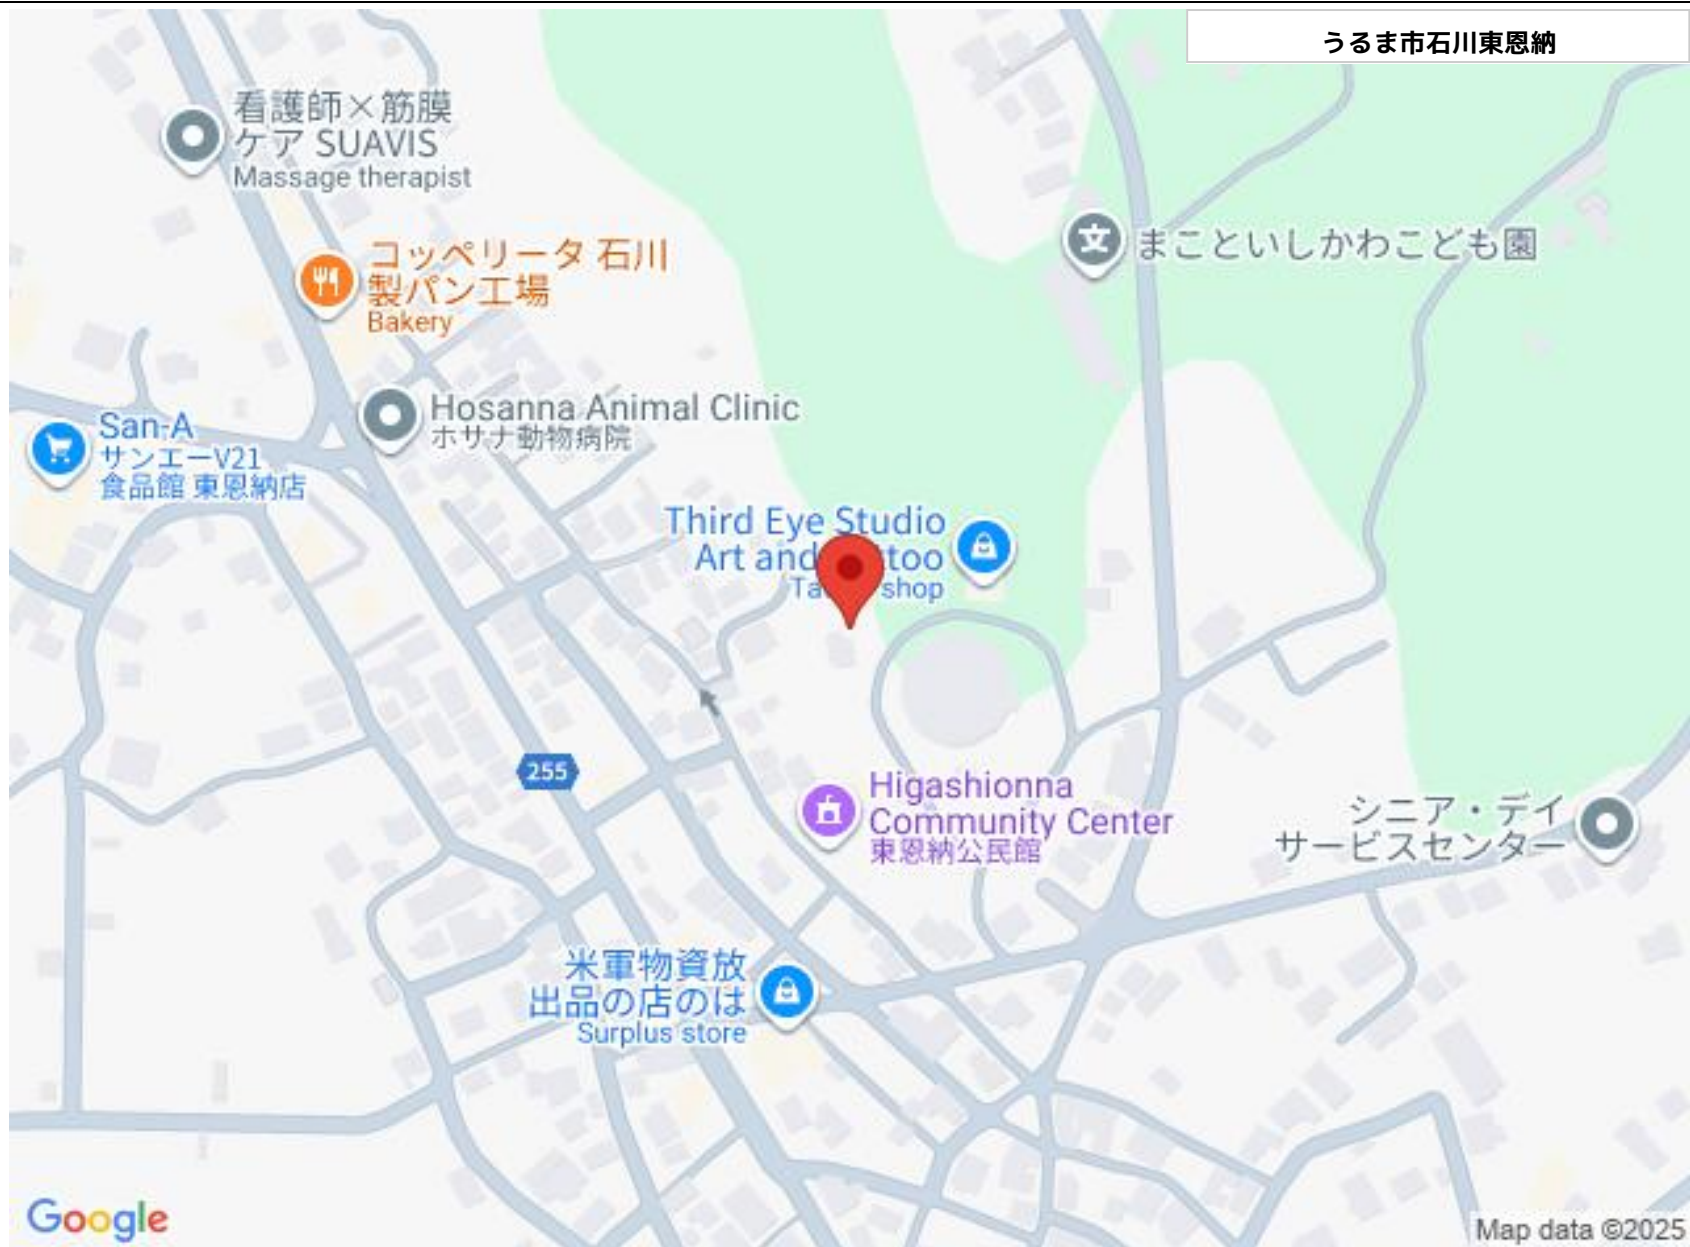 うるま市石川東恩納
看護師×筋膜
ケア SUAVIS
Massage therapist
コッペリータ 石川
製パン工場
Bakery
まこといしかわこども園
Hosanna Animal Clinic
ホサナ動物病院
San-A
サンエーV21
食品館 東恩納店
Third Eye Studio
Art and
shop
255
Higashionna
Community Center
東恩納公民館
シニア・デイ
サービスセンター
米軍物資放
出品の店のは
Surplus store
Google
Map data ©2025